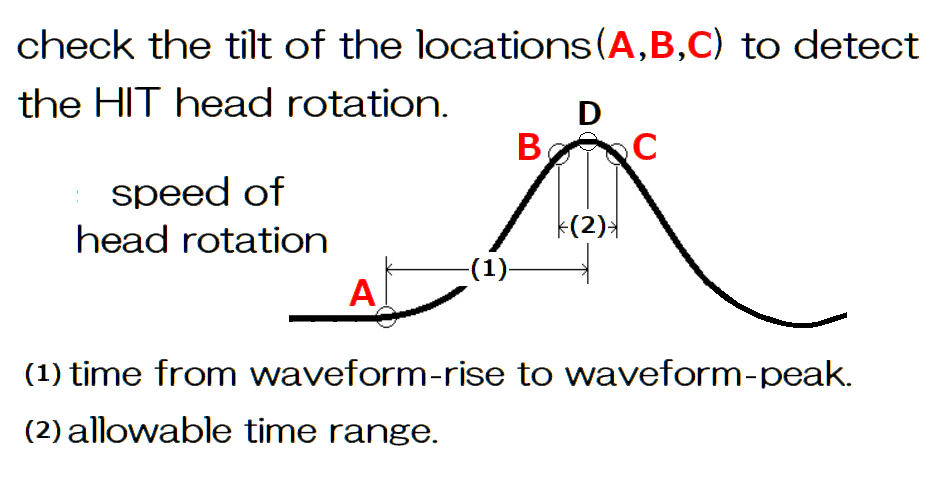 check the tilt of the locations(A,B,C) to detect
the HIT head rotation.
D
B
C
speed of
head rotation
(2)
(1)
A
(1) time from waveform-rise to waveform-peak.
(2) allowable time range.